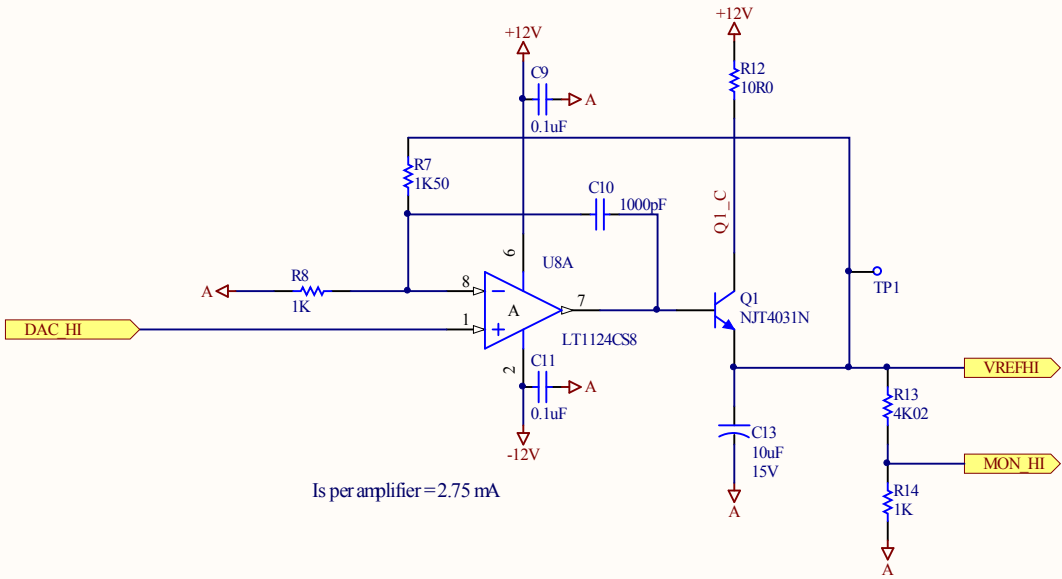 +12V
+12V
C9
A
0.1uF
R12
10R0
R7
1K50
C10
1000pF
Q1_C
6
U8A
R8
A
1K
8
7
A
1
DAC_HI
LT1124CS8
Q1
NJT4031N
TP1
2
C11
A
0.1uF
-12V
VREFHI
R13
4K02
C13
10uF
15V
MON_HI
R14
1K
A
A
Is per amplifier = 2.75 mA